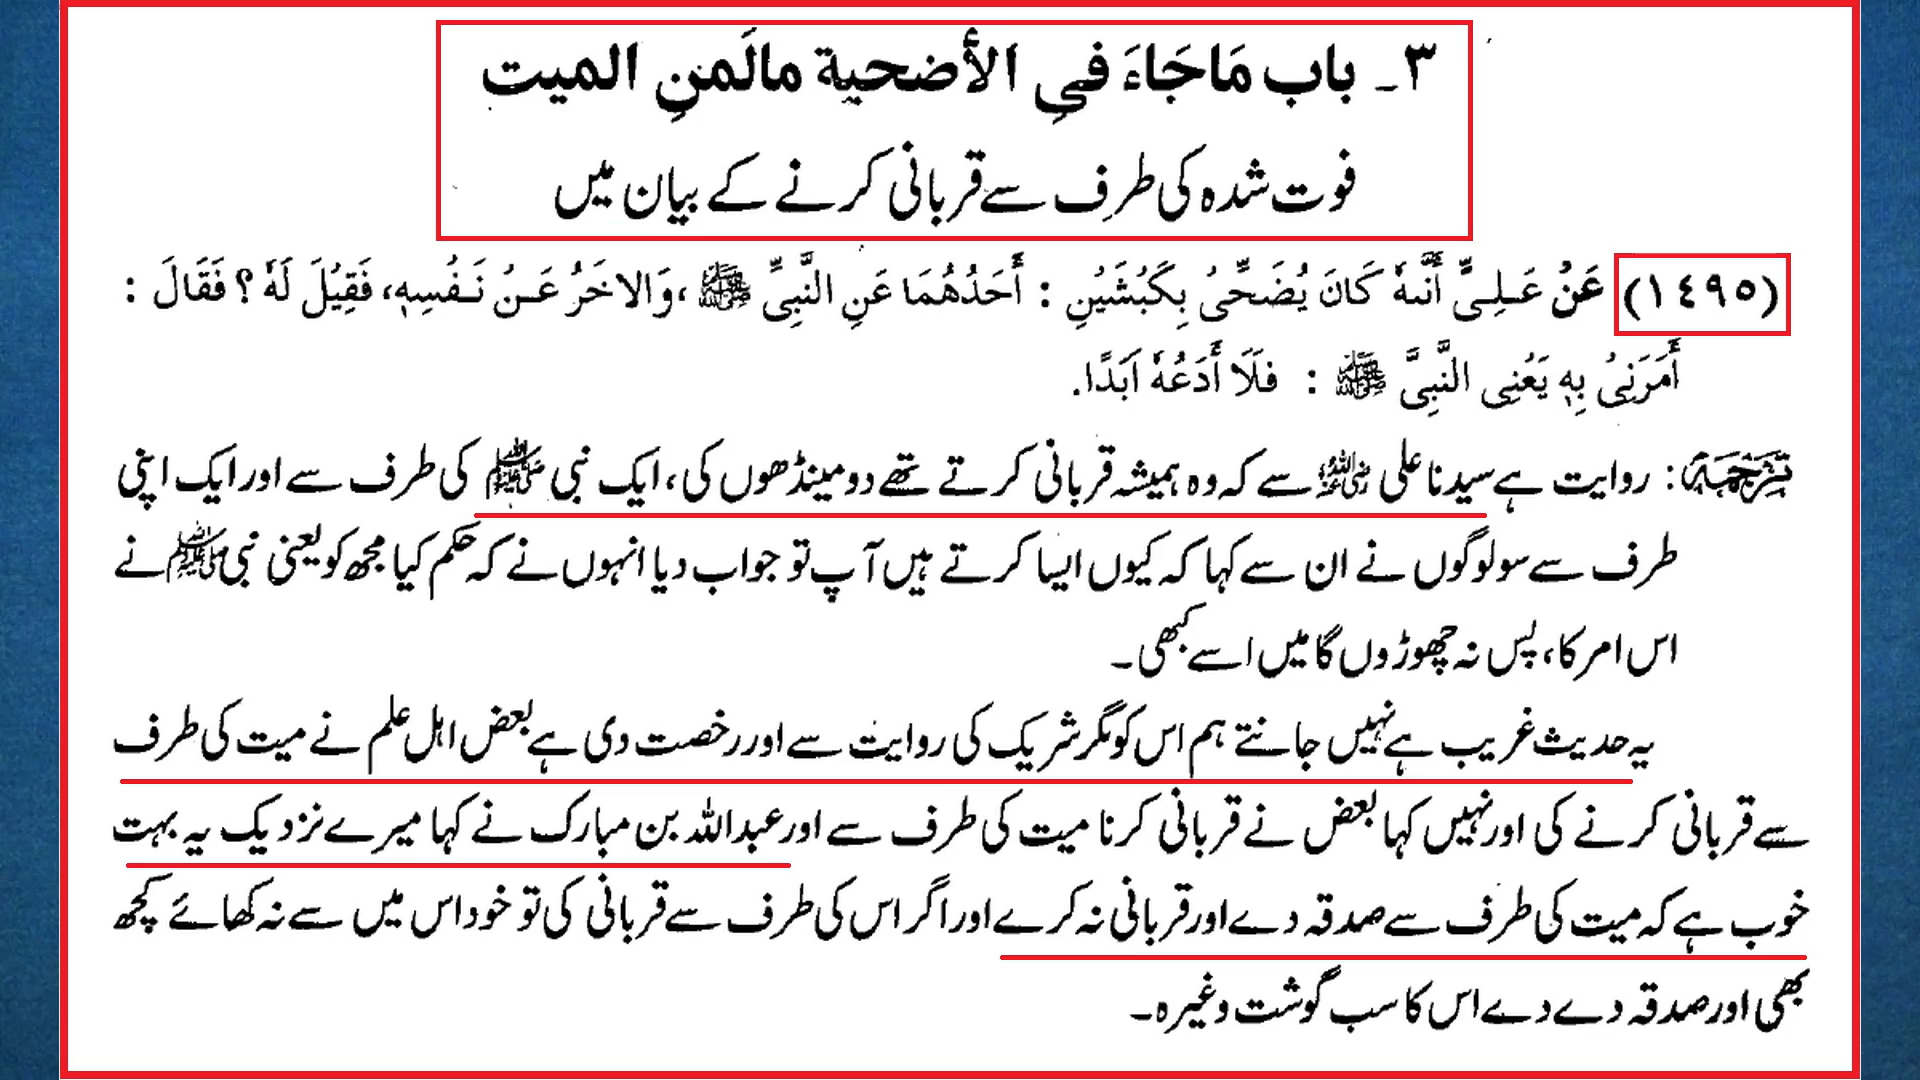 ٣۔ باب مَاجَاءَ فِي الأضحية مالَمنِ الميت
فوت شدہ کی طرف سے قربانی کرنے کے بیان میں
(١٤٩٥) عَنْ عَلِيٍّ أَنَّهٗ كَانَ يُضَحِّيْ بِكَبْشَيْنِ : أَحَدُهُمَا عَنِ النَّبِيِّ ﷺ ،وَالاخَرُ عَنْ نَفْسِهٖ، فَقِيْلَ لَهٗ ؟ فَقَالَ :
أَمَرَنِيْ بِهٖ يَعْنِي النَّبِيَّ ﷺ : فَلَا أَدَعُهٗ اَبَدًا.
ترجمہ: روایت ہے سیدنا علی رضی اللہ عنہ سے کہ وہ ہمیشہ قربانی کرتے تھے دو مینڈھوں کی، ایک نبی ﷺ کی طرف سے اور ایک اپنی
طرف سے سو لوگوں نے ان سے کہا کہ کیوں ایسا کرتے ہیں آپ تو جواب دیا انہوں نے کہ حکم کیا مجھ کو یعنی نبی ﷺ نے
اس امر کا، پس نہ چھوڑوں گا میں اسے کبھی۔
یہ حدیث غریب ہے نہیں جانتے ہم اس کو مگر شریک کی روایت سے اور رخصت دی ہے بعض اہل علم نے میت کی طرف
سے قربانی کرنے کی اور نہیں کہا بعض نے قربانی کرنا میت کی طرف سے اور عبداللہ بن مبارک نے کہا میرے نزدیک یہ بہت
خوب ہے کہ میت کی طرف سے صدقہ دے اور قربانی نہ کرے اور اگر اس کی طرف سے قربانی کی تو خود اس میں سے نہ کھائے کچھ
بھی اور صدقہ دے دے اس کا سب گوشت وغیرہ۔